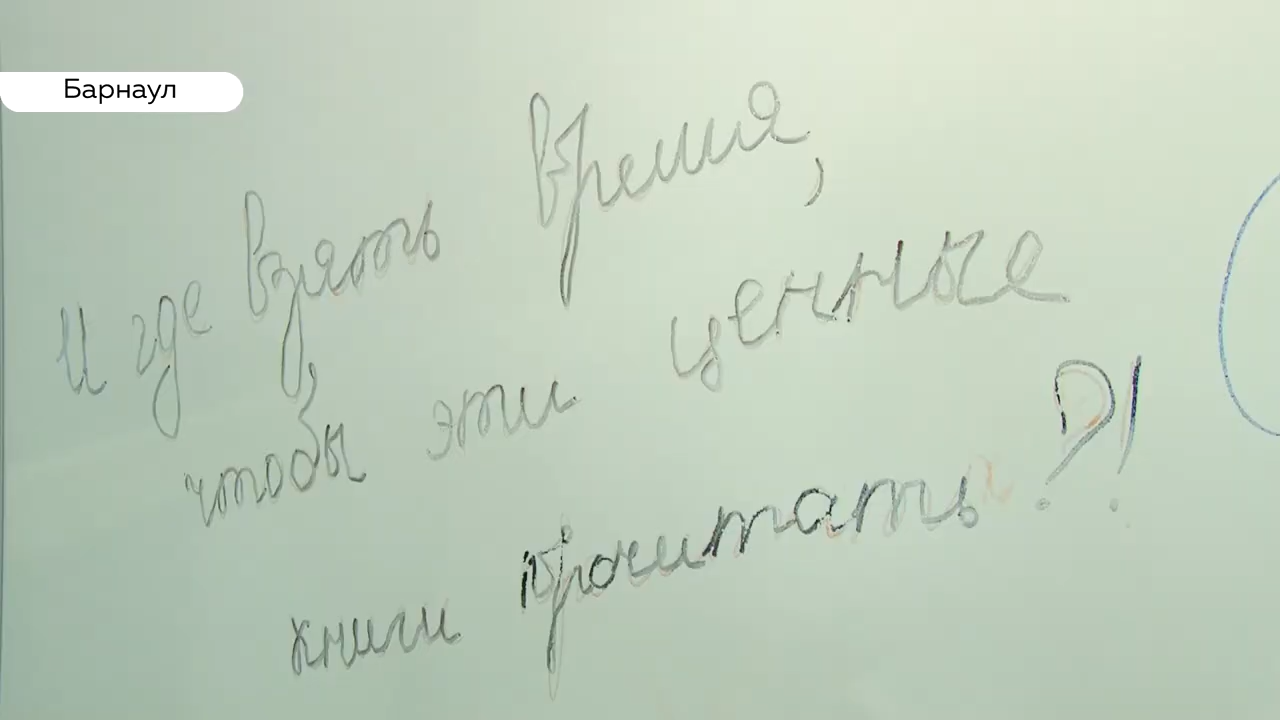 Барнаул
И где взять время,
чтобы эти ценные
книги прочитать?!